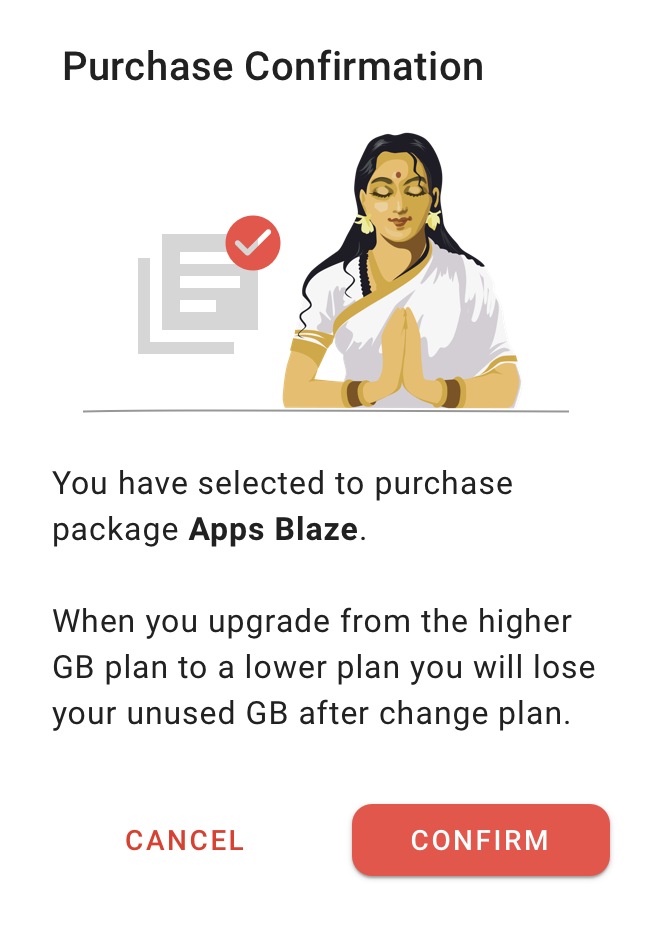 Purchase Confirmation
You have selected to purchase
package Apps Blaze.
When you upgrade from the higher
GB plan to a lower plan you will lose
your unused GB after change plan.
CANCEL
CONFIRM